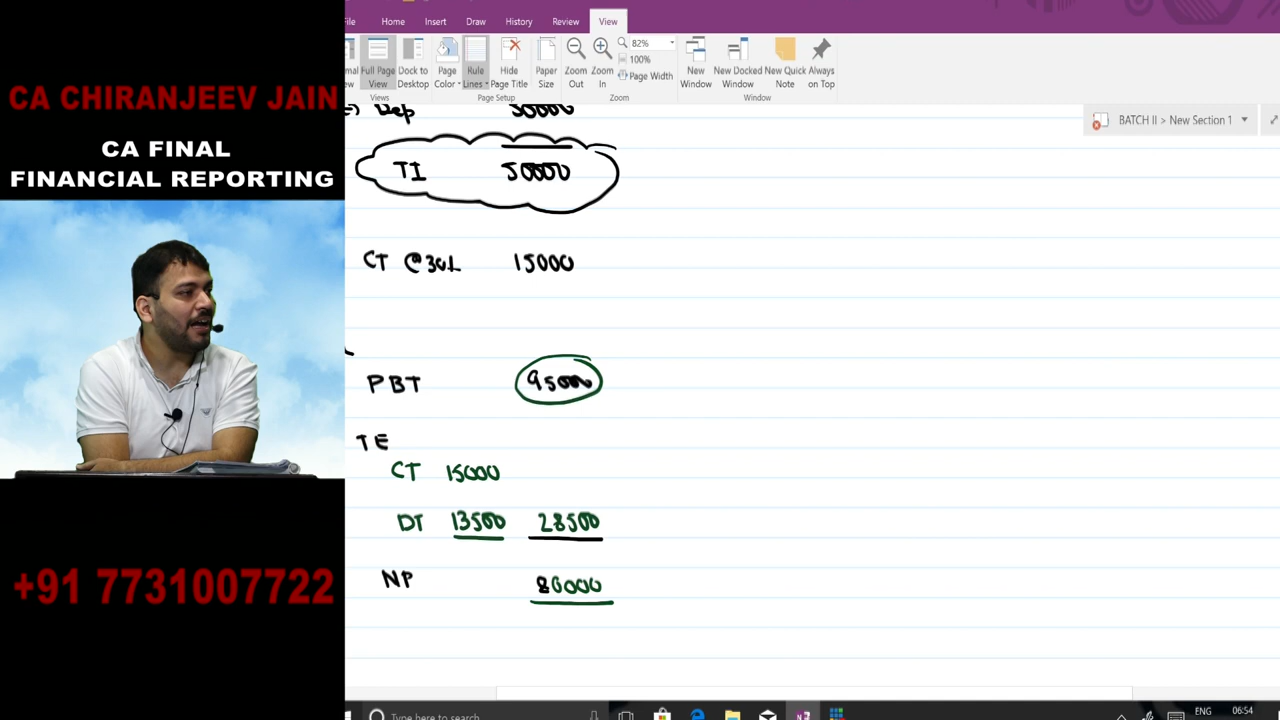 File Home Insert Draw History Review View
82%
100%
Page Width
Full Page View
Dock to Desktop
Page Color
Rule Lines
Hide Page Title
Paper Size
Zoom Out
Zoom In
New Window
New Docked Window
New Quick Note
Always on Top
Views Page Setup Zoom Window
BATCH II > New Section 1
CA CHIRANJEEV JAIN
CA FINAL
FINANCIAL REPORTING
+91 7731007722
Dep
TI 50000
CT @30% 15000
PBT 95000
TE
CT 15000
DT 13500 28500
NP 80000
Type here to search
ENG 06:54